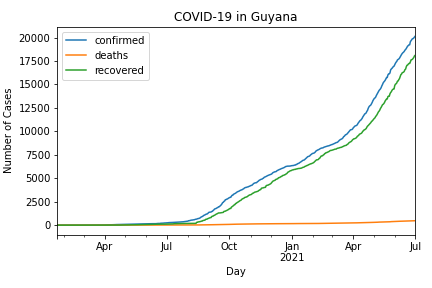 COVID-19 in Guyana
confirmed
deaths
recovered
Number of Cases
20000
17500
15000
12500
10000
7500
5000
2500
0
Apr
Jul
Oct
Jan
2021
Apr
Jul
Day